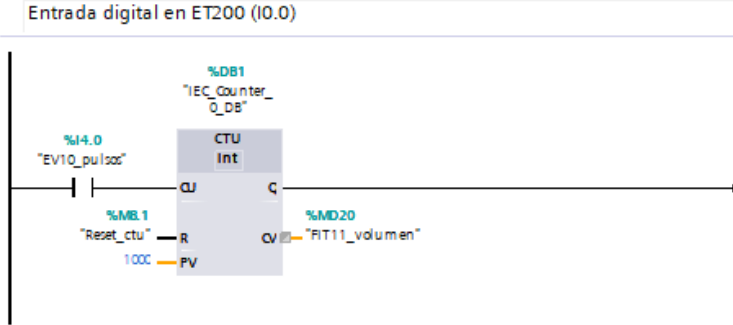 Entrada digital en ET200 (I0.0)
%DB1
"IEC_Counter_
0_DB"
%I4.0
"EV10_pulsos"
CTU
Int
CU
Q
%M8.1
"Reset_ctu"
R
%MD20
CV
"FIT11_volumen"
1000
PV